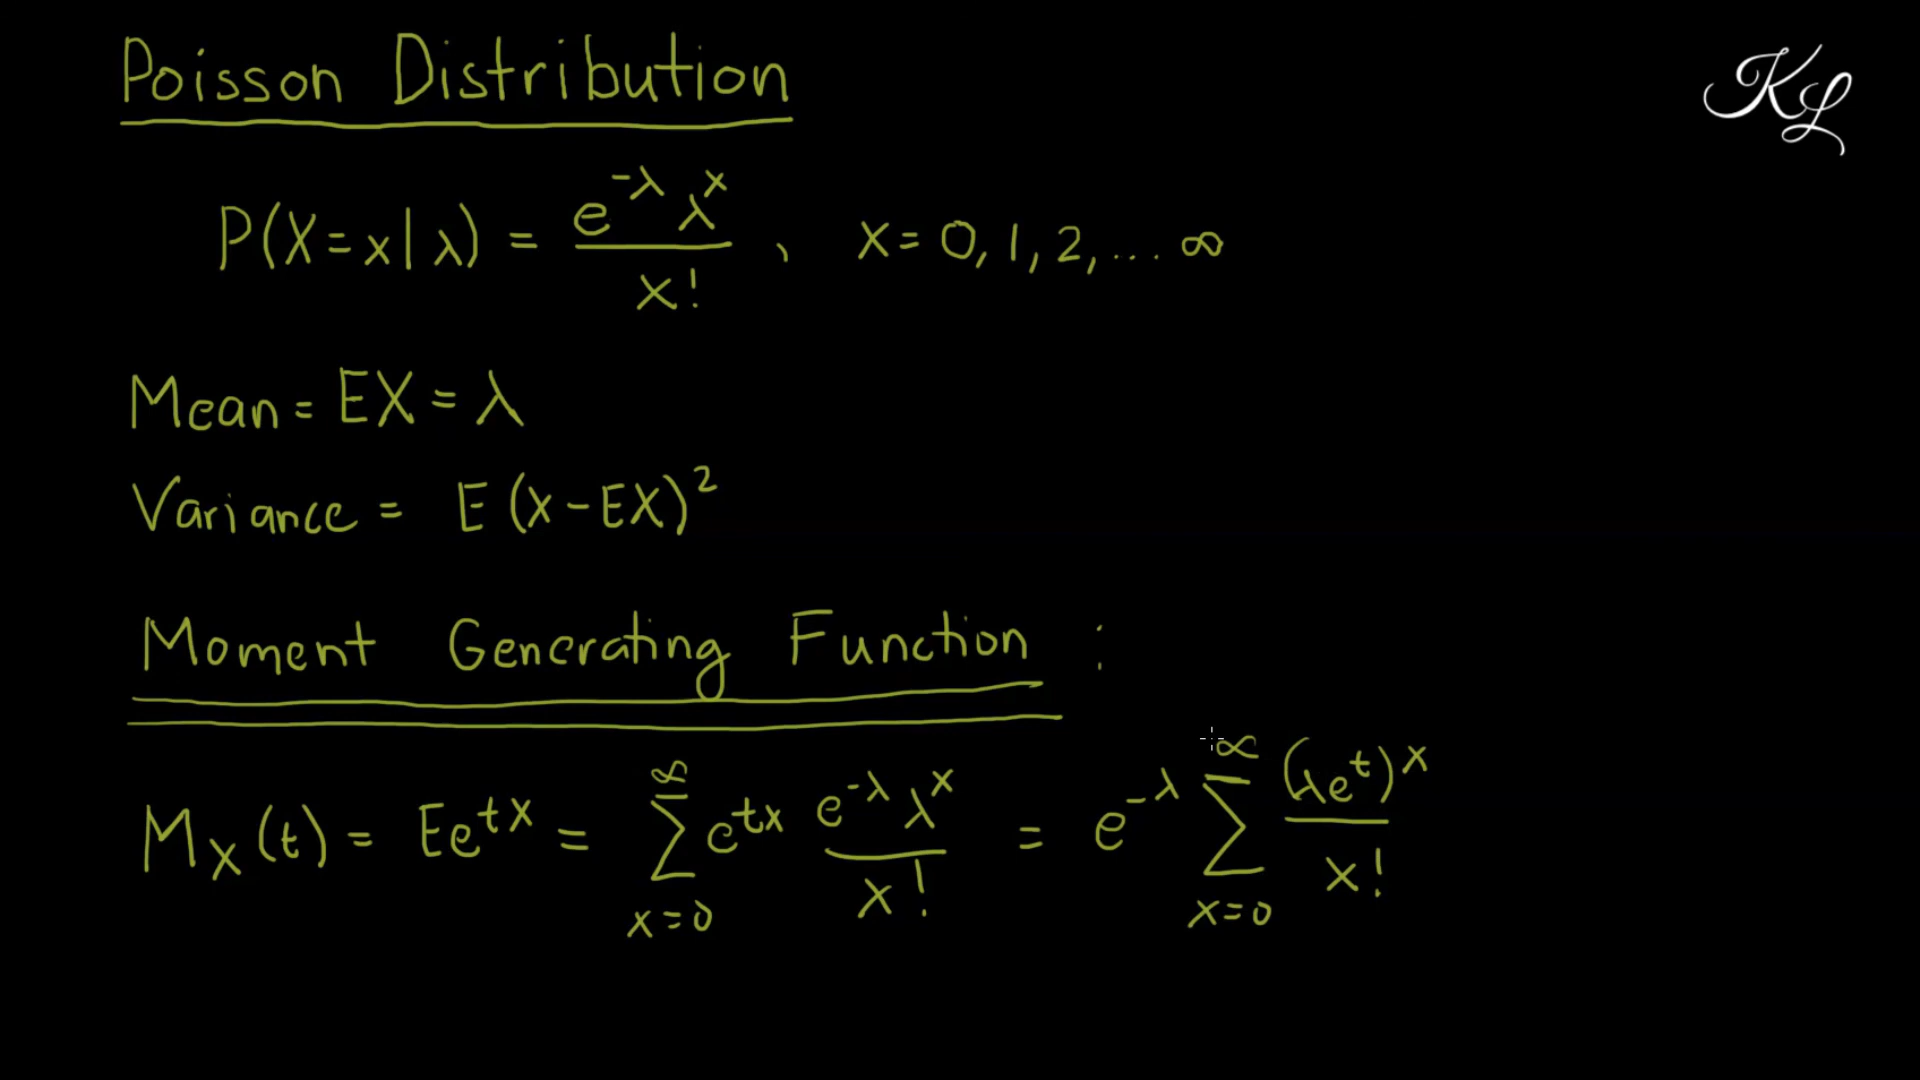 Poisson Distribution
KL
P(X=x|λ) = e^{-λ} λ^x / x! , x = 0, 1, 2, ... ∞
Mean = EX = λ
Variance = E (X - EX)²
Moment Generating Function :
M_X(t) = Ee^{tX} = ∑_{x=0}^{∞} e^{tx} e^{-λ} λ^x / x! = e^{-λ} ∑_{x=0}^{∞} (λe^t)^x / x!